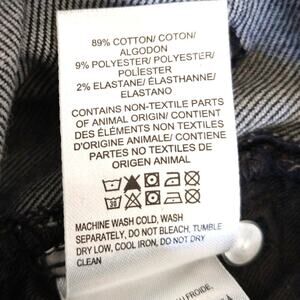 89% COTTON/ COTON/
ALGODON
9% POLYESTER/ POLYESTER/
POLÍESTER
2% ELASTANE/ ÉLASTHANNE/
ELASTANO
CONTAINS NON-TEXTILE PARTS
OF ANIMAL ORIGIN/ CONTIENT
DES ÉLÉMENTS NON TEXTILES
D'ORIGINE ANIMALE/ CONTIENE
PARTES NO TEXTILES DE
ORIGEN ANIMAL
MACHINE WASH COLD, WASH
SEPARATELY, DO NOT BLEACH, TUMBLE
DRY LOW, COOL IRON, DO NOT DRY
CLEAN
FROIDE,